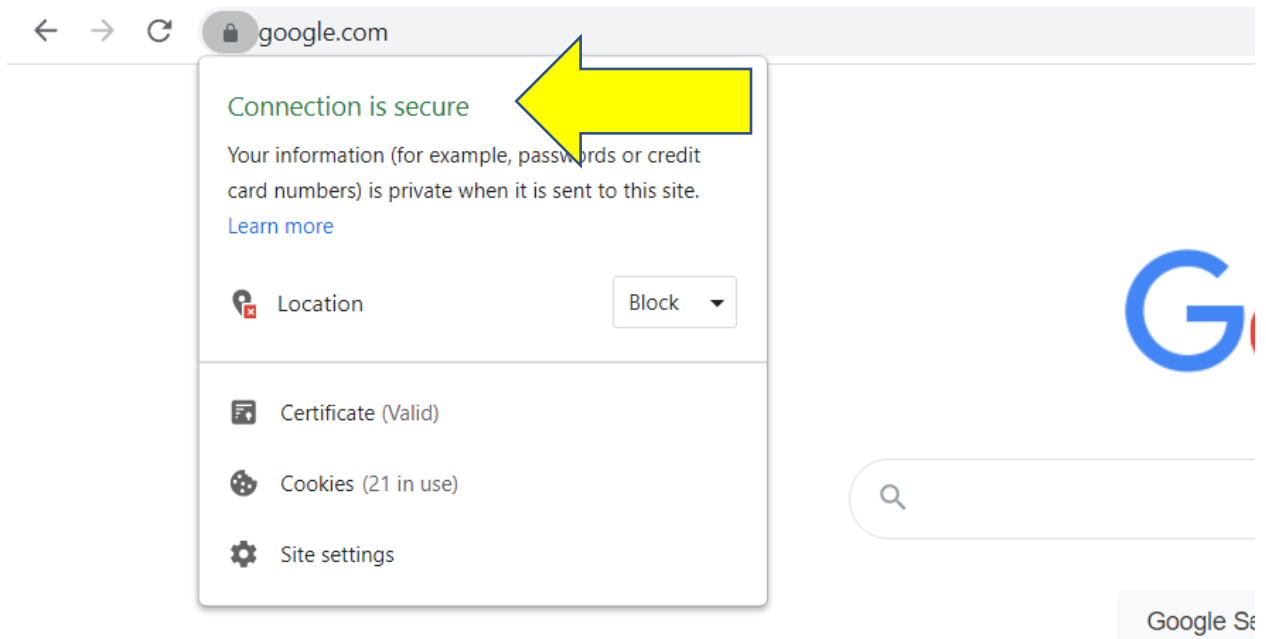 google.com
Connection is secure
Your information (for example, passwords or credit
card numbers) is private when it is sent to this site.
Learn more
Location
Block
Certificate (Valid)
Cookies (21 in use)
Site settings
G
Google Se